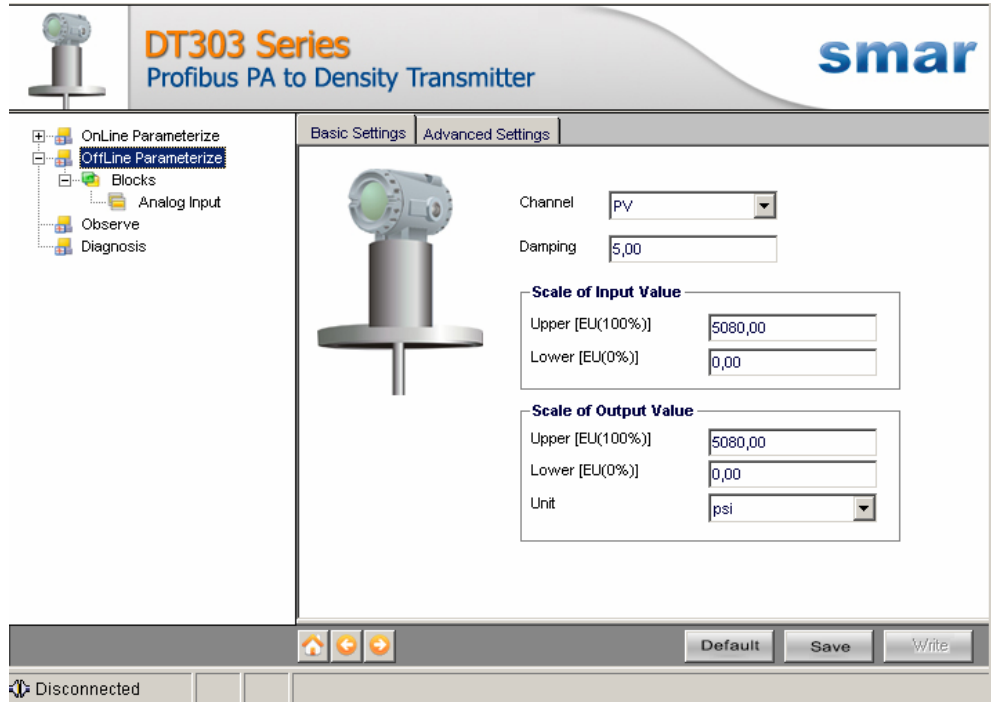 DT303 Series
Profibus PA to Density Transmitter
smar
OnLine Parameterize
OffLine Parameterize
Blocks
Analog Input
Observe
Diagnosis
Basic Settings
Advanced Settings
Channel PV
Damping 5,00
Scale of Input Value
Upper [EU(100%)] 5080,00
Lower [EU(0%)] 0,00
Scale of Output Value
Upper [EU(100%)] 5080,00
Lower [EU(0%)] 0,00
Unit psi
Default
Save
Write
Disconnected